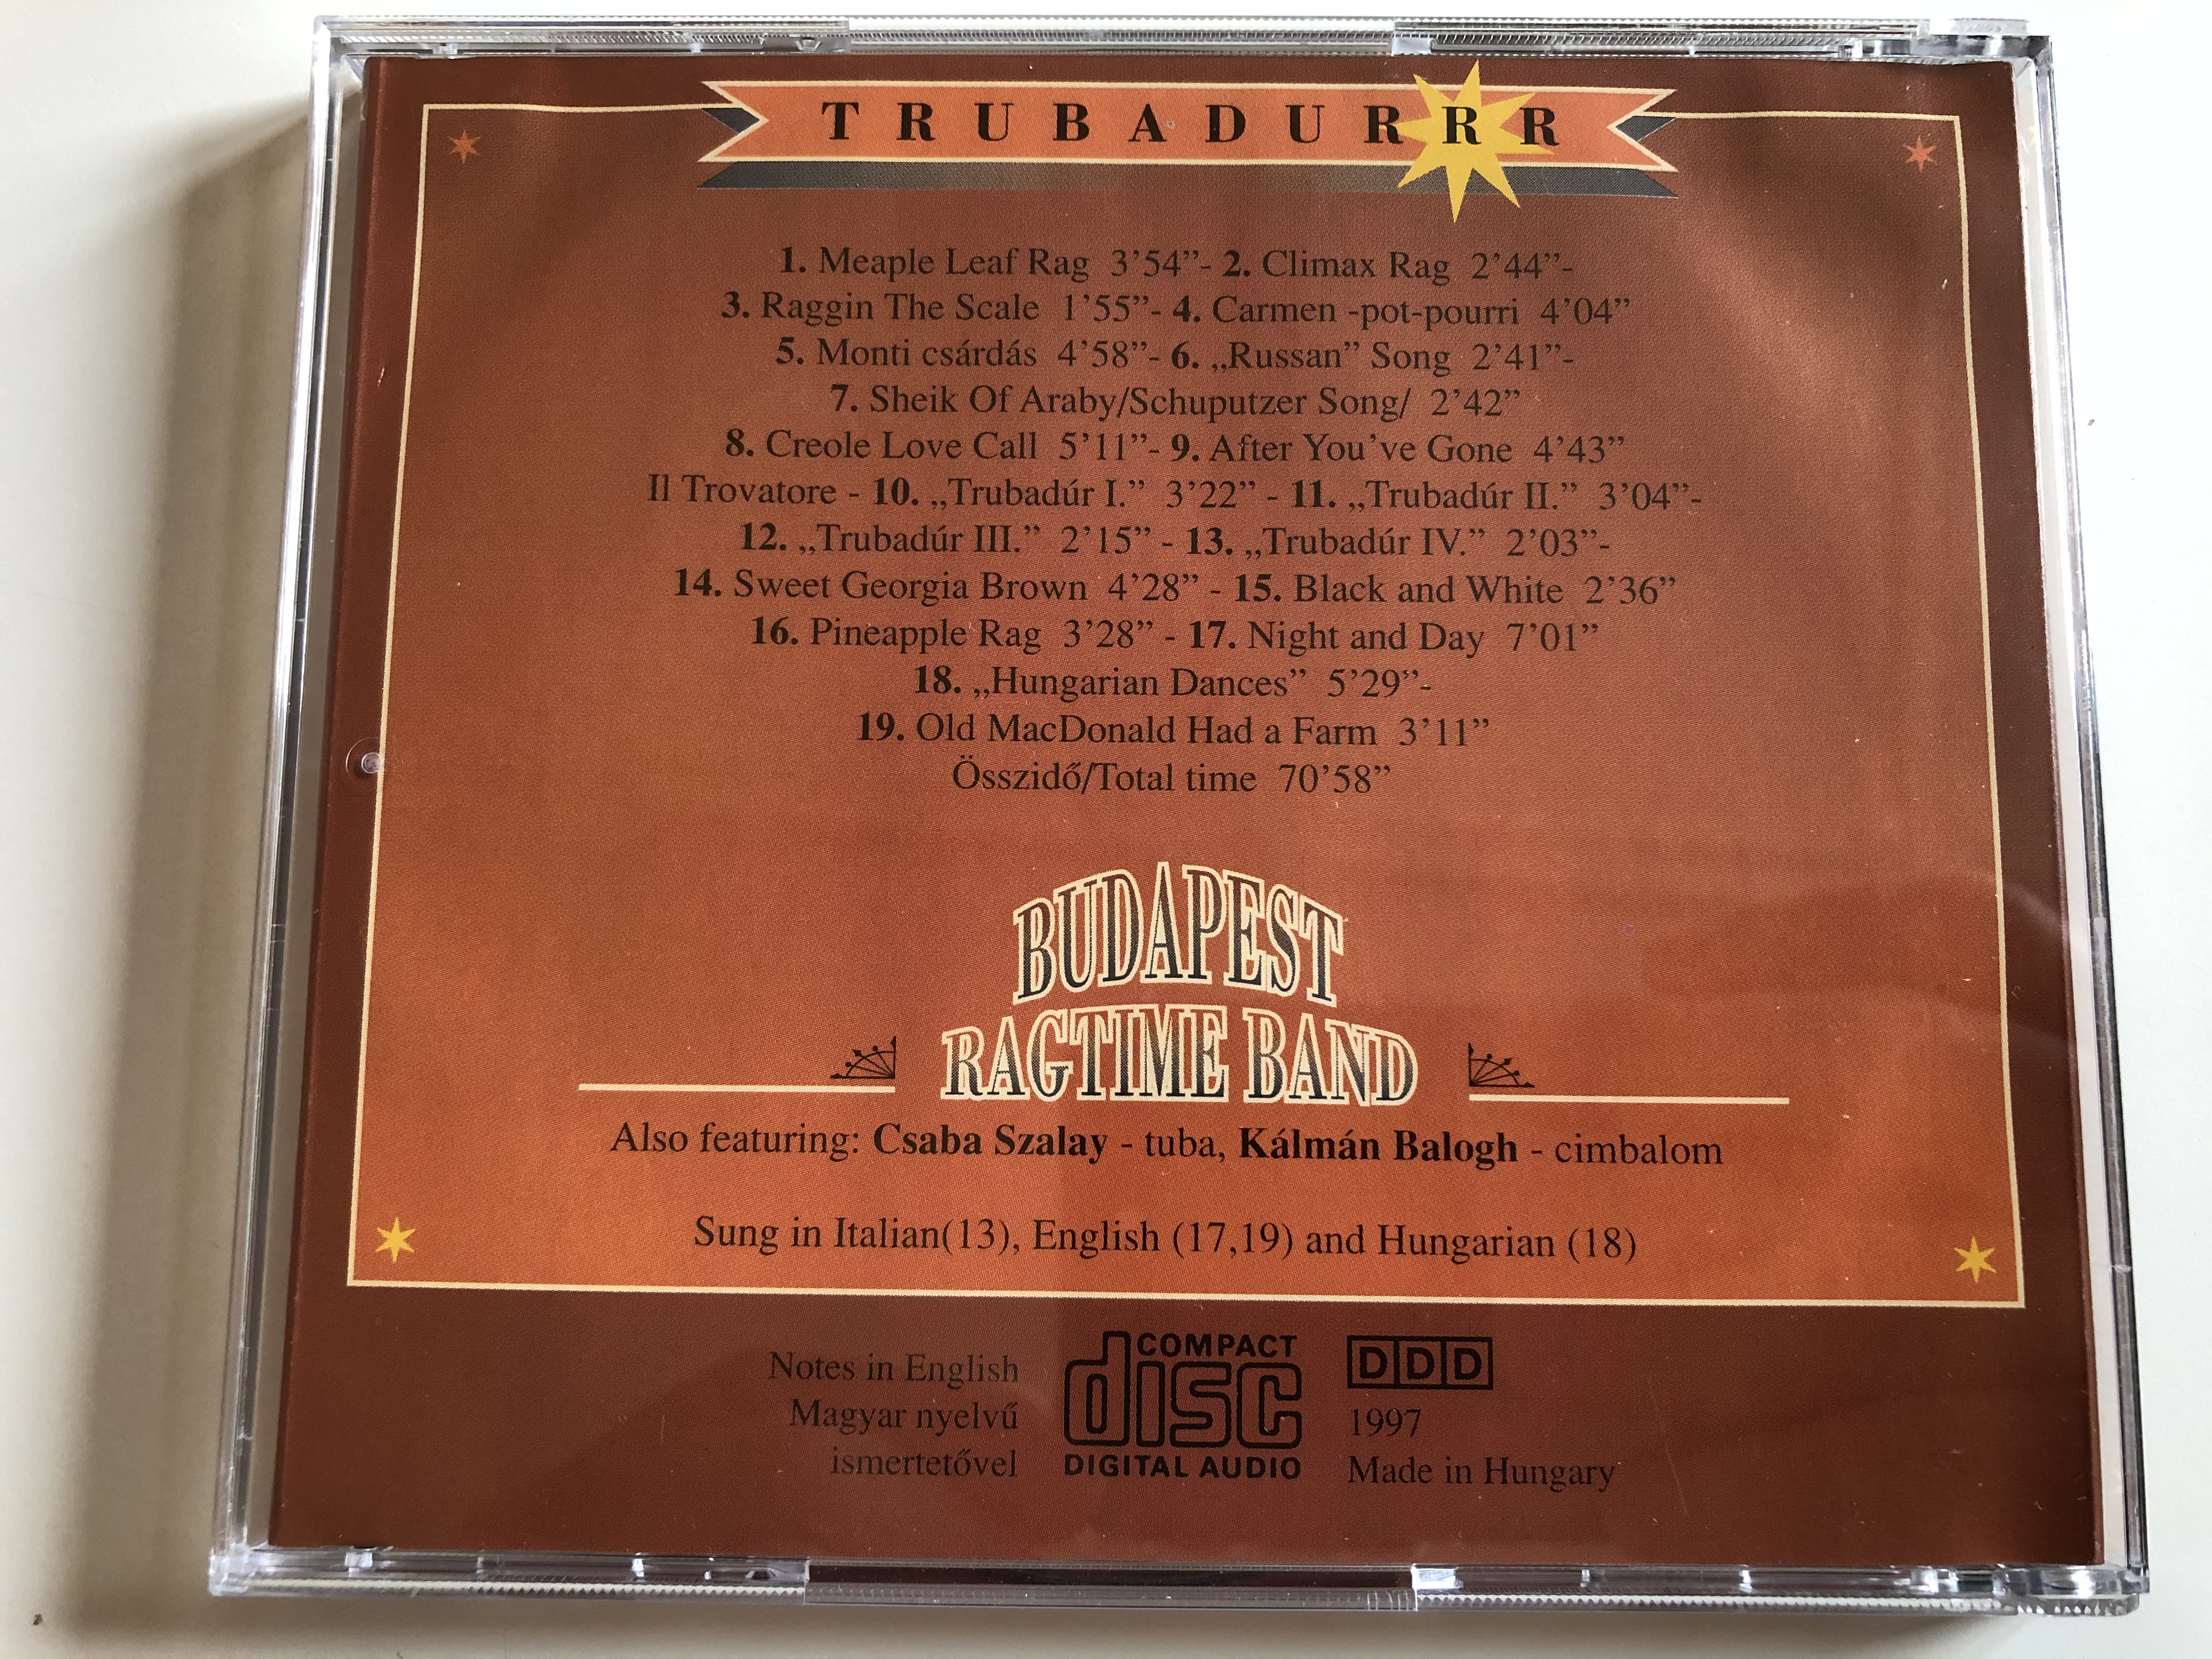 TRUBADURRR
1. Meaple Leaf Rag 3’54”- 2. Climax Rag 2’44”-
3. Raggin The Scale 1’55”- 4. Carmen -pot-pourri 4’04”
5. Monti csárdás 4’58”- 6. „Russan” Song 2’41”-
7. Sheik Of Araby/Schuputzer Song/ 2’42”
8. Creole Love Call 5’11”- 9. After You’ve Gone 4’43”
Il Trovatore - 10. „Trubadúr I.” 3’22” - 11. „Trubadúr II.” 3’04”-
12. „Trubadúr III.” 2’15” - 13. „Trubadúr IV.” 2’03”-
14. Sweet Georgia Brown 4’28” - 15. Black and White 2’36”
16. Pineapple Rag 3’28” - 17. Night and Day 7’01”
18. „Hungarian Dances” 5’29”-
19. Old MacDonald Had a Farm 3’11”
Összidő/Total time 70’58”
BUDAPEST
RAGTIME BAND
Also featuring: Csaba Szalay - tuba, Kálmán Balogh - cimbalom
Sung in Italian(13), English (17,19) and Hungarian (18)
Notes in English
Magyar nyelvű
ismertetővel
COMPACT
disc
DIGITAL AUDIO
DDD
1997
Made in Hungary